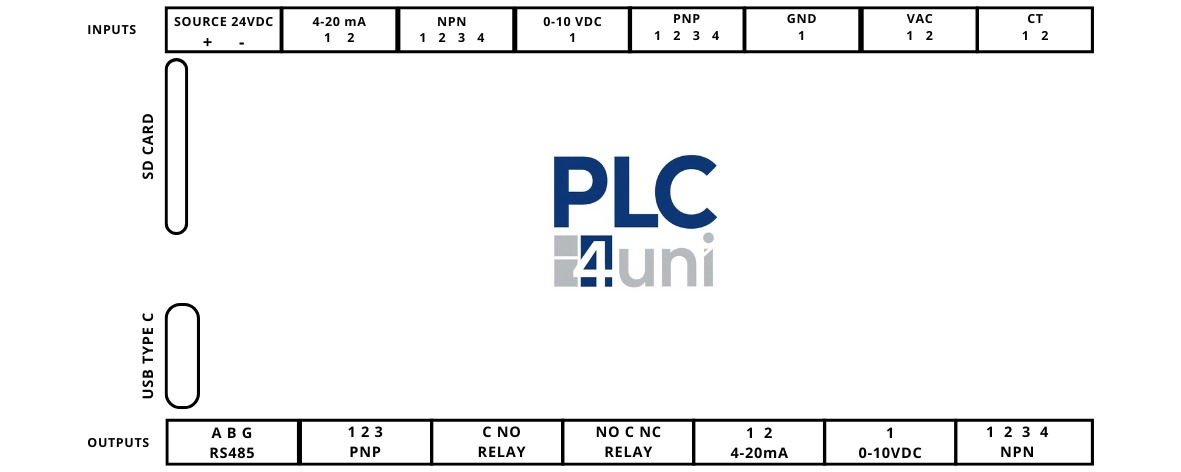 INPUTS
SOURCE 24VDC
+ -
4-20 mA
1 2
NPN
1 2 3 4
0-10 VDC
1
PNP
1 2 3 4
GND
1
VAC
1 2
CT
1 2
SD CARD
PLC
4uni
USB TYPE C
OUTPUTS
A B G
RS485
1 2 3
PNP
C NO
RELAY
NO C NC
RELAY
1 2
4-20mA
1
0-10VDC
1 2 3 4
NPN